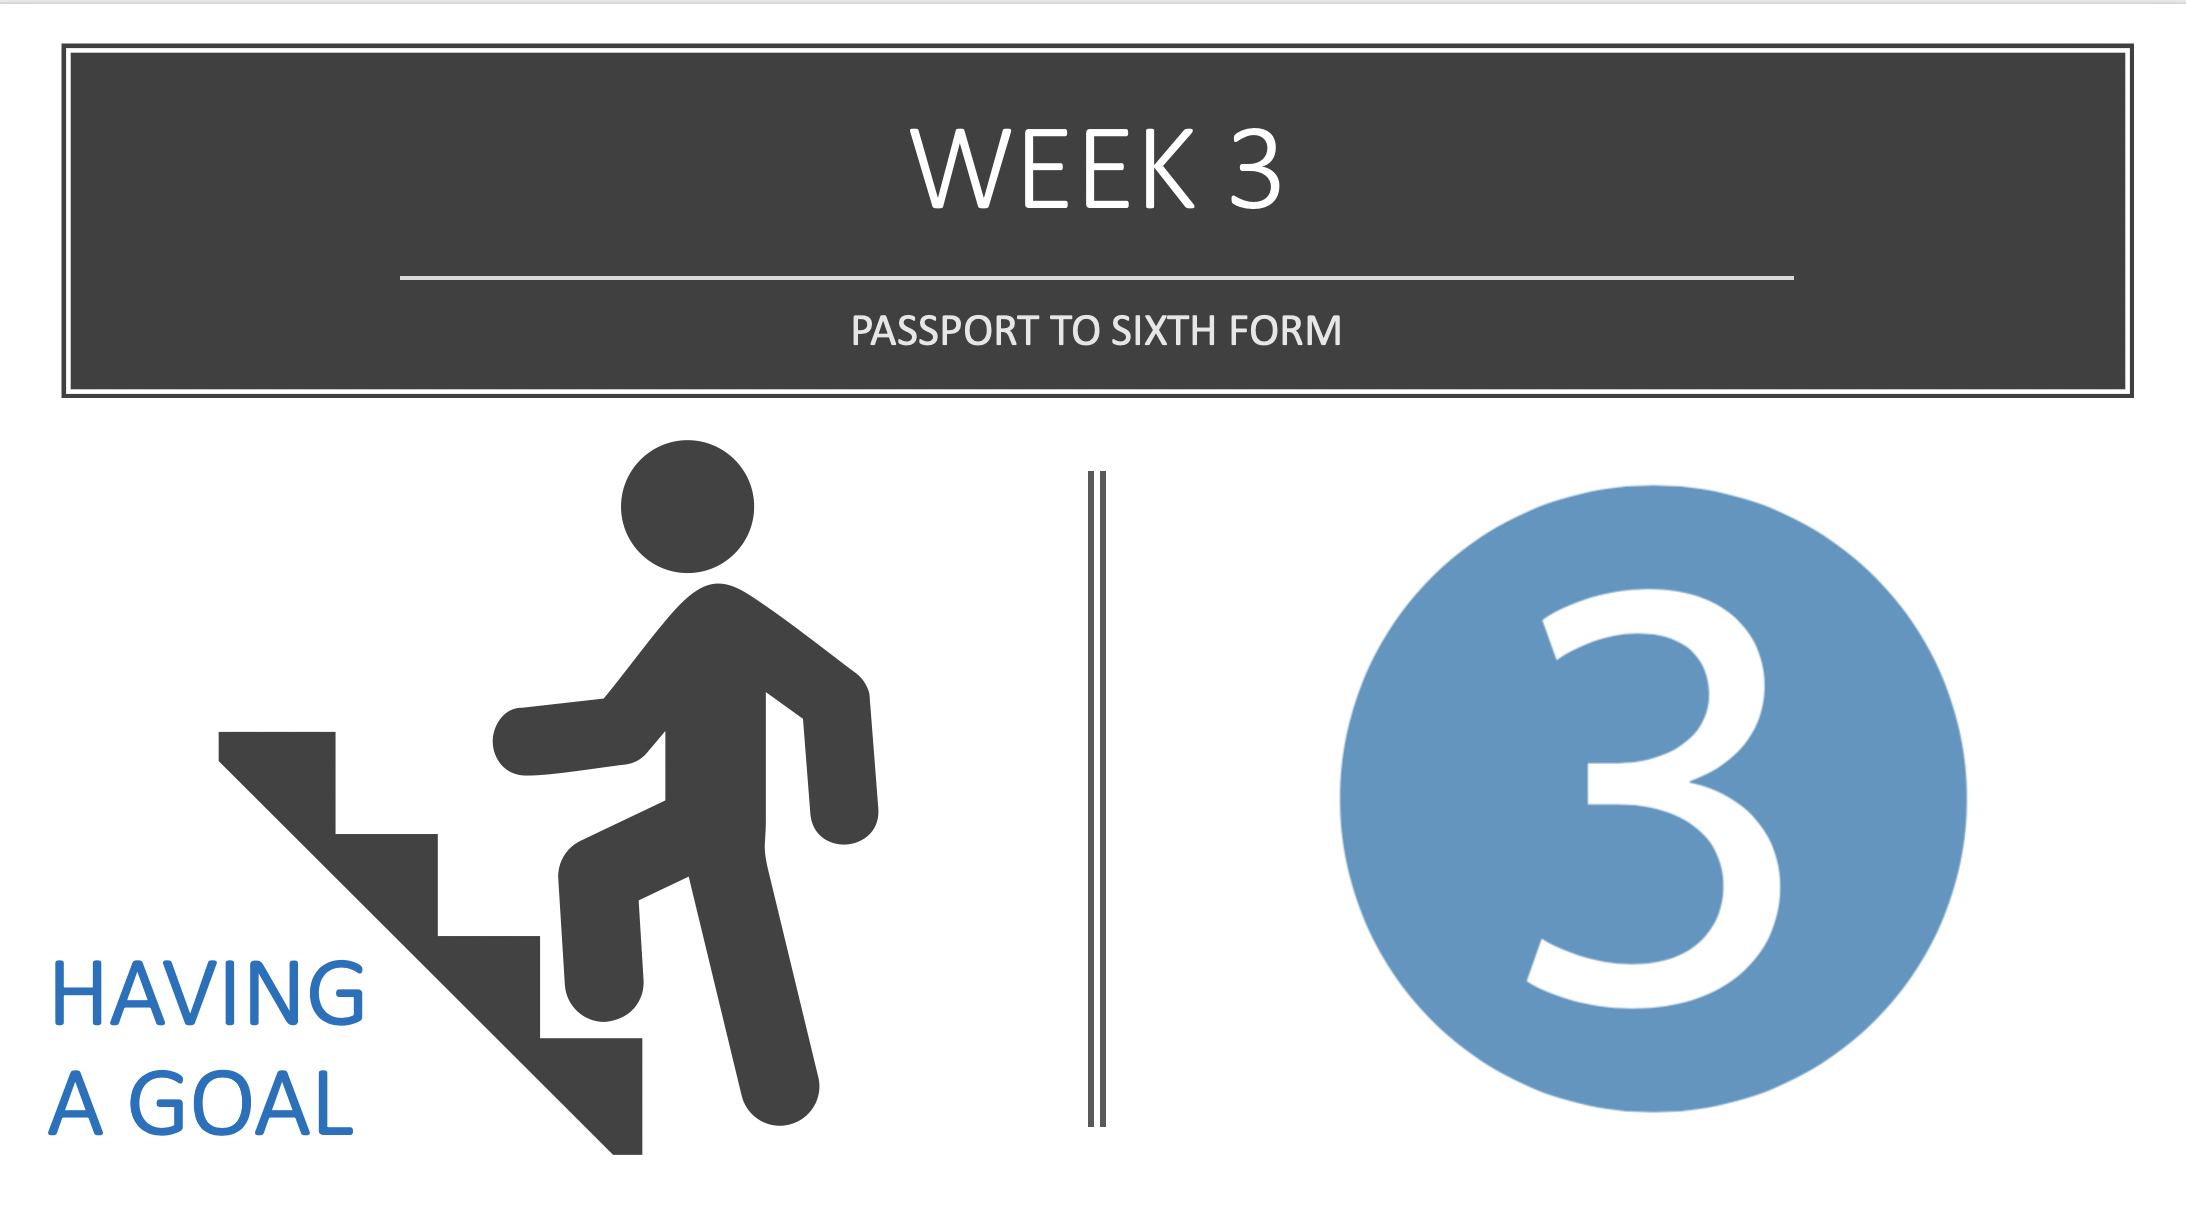 WEEK 3
PASSPORT TO SIXTH FORM
HAVING
A GOAL
3